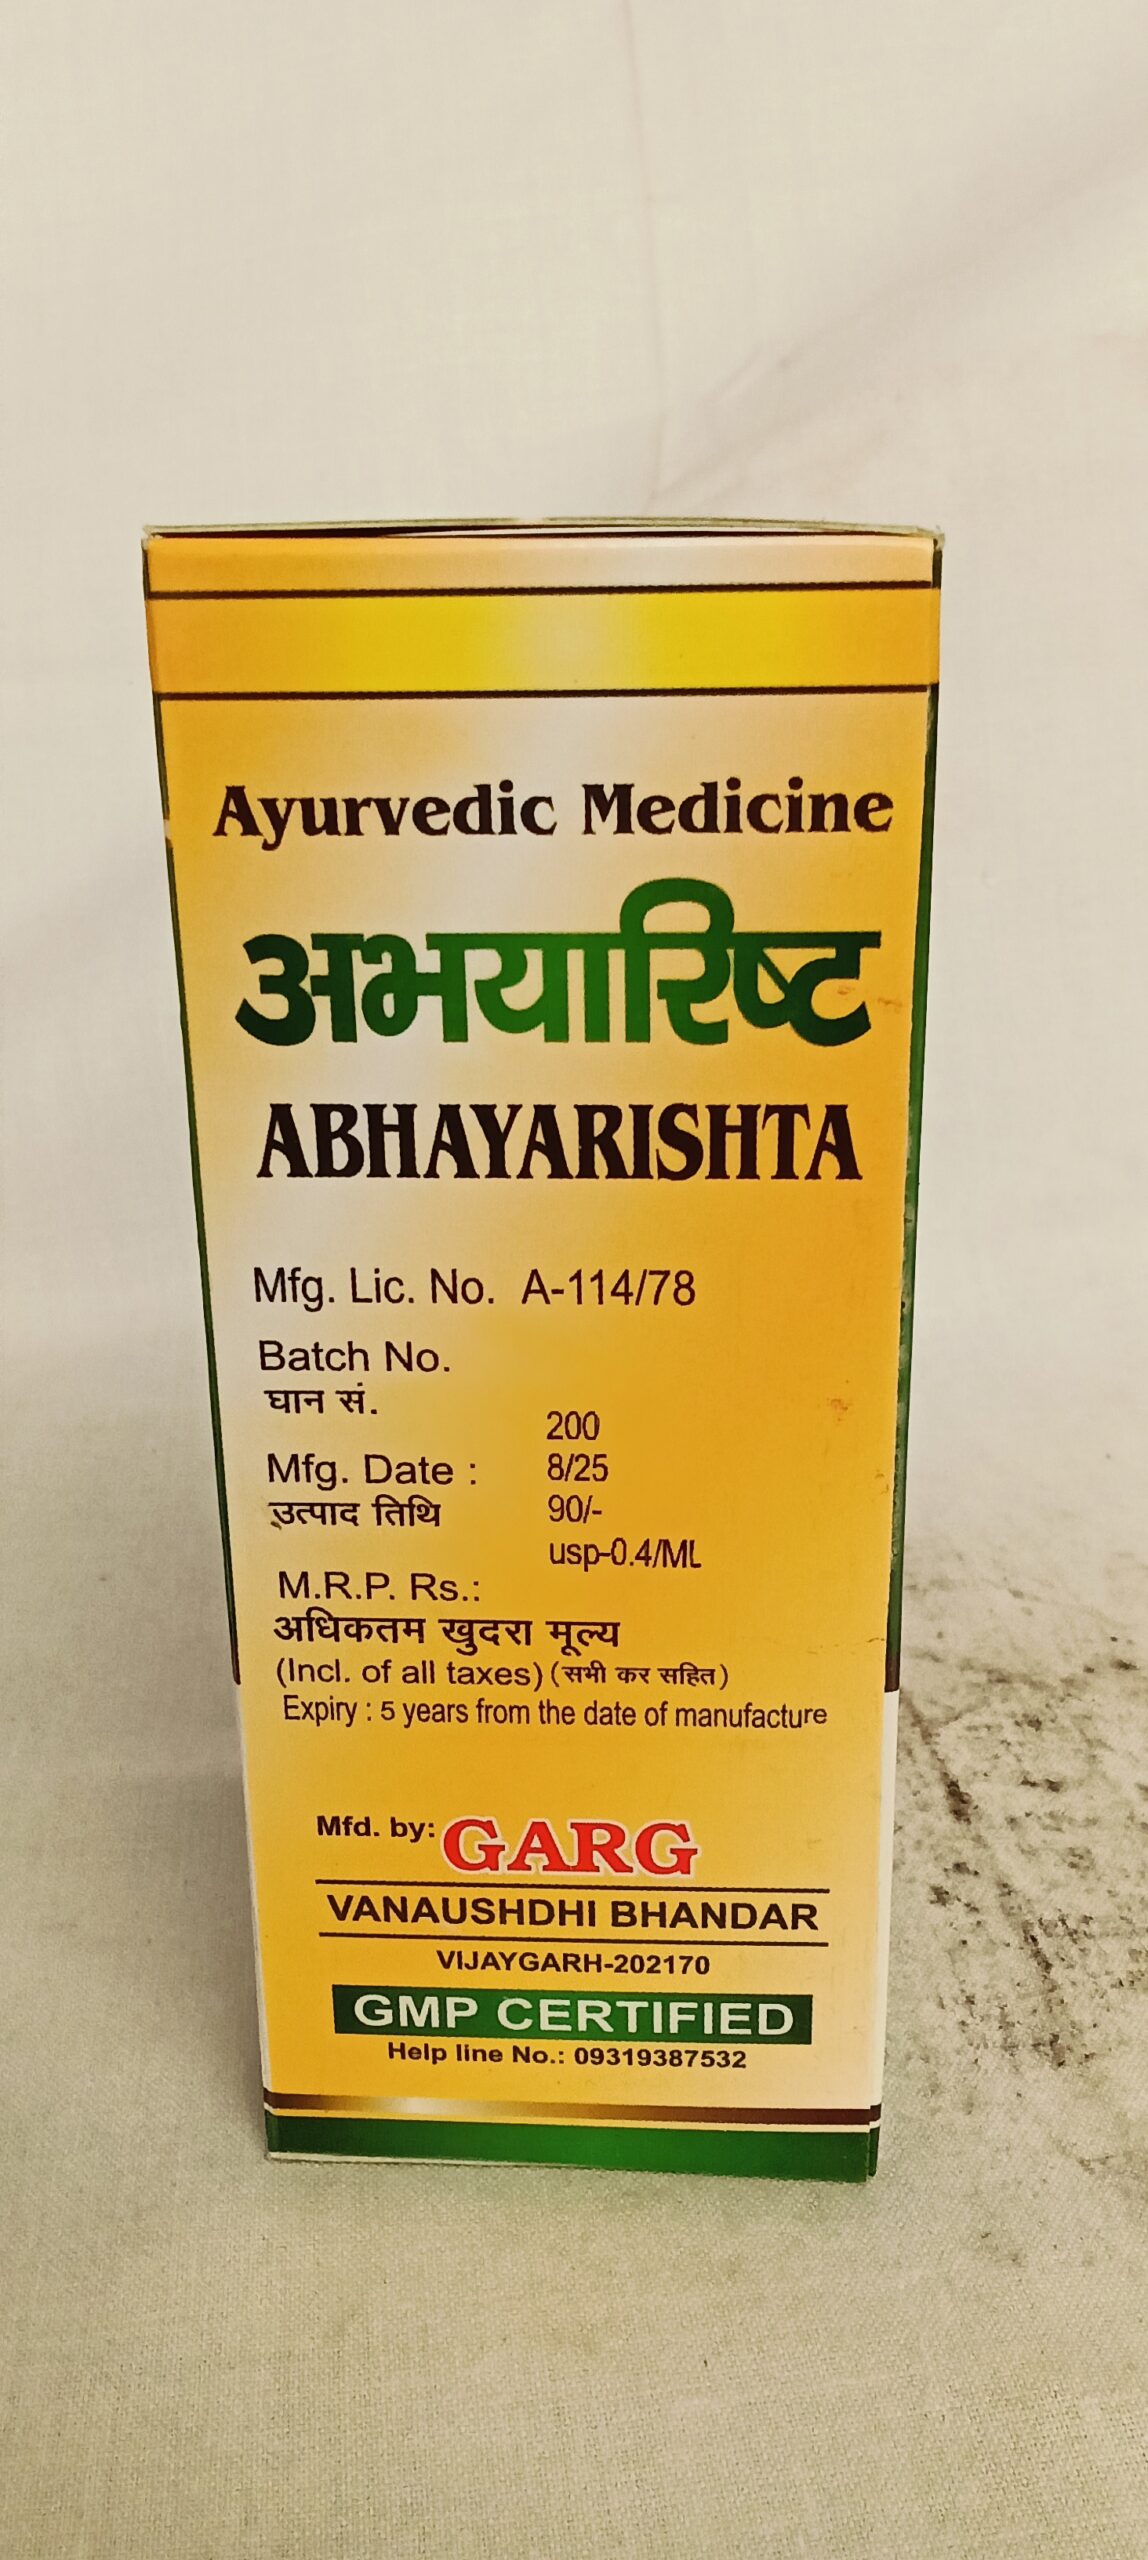 Ayurvedic Medicine
अभयारिष्ट
ABHAYARISHTA
Mfg. Lic. No. A-114/78
Batch No.
घान सं.
200
Mfg. Date : 8/25
उत्पाद तिथि 90/-
usp-0.4/ML
M.R.P. Rs.:
अधिकतम खुदरा मूल्य
(Incl. of all taxes) (सभी कर सहित)
Expiry : 5 years from the date of manufacture
Mfd. by: GARG
VANAUSHDHI BHANDAR
VIJAYGARH-202170
GMP CERTIFIED
Help line No.: 09319387532